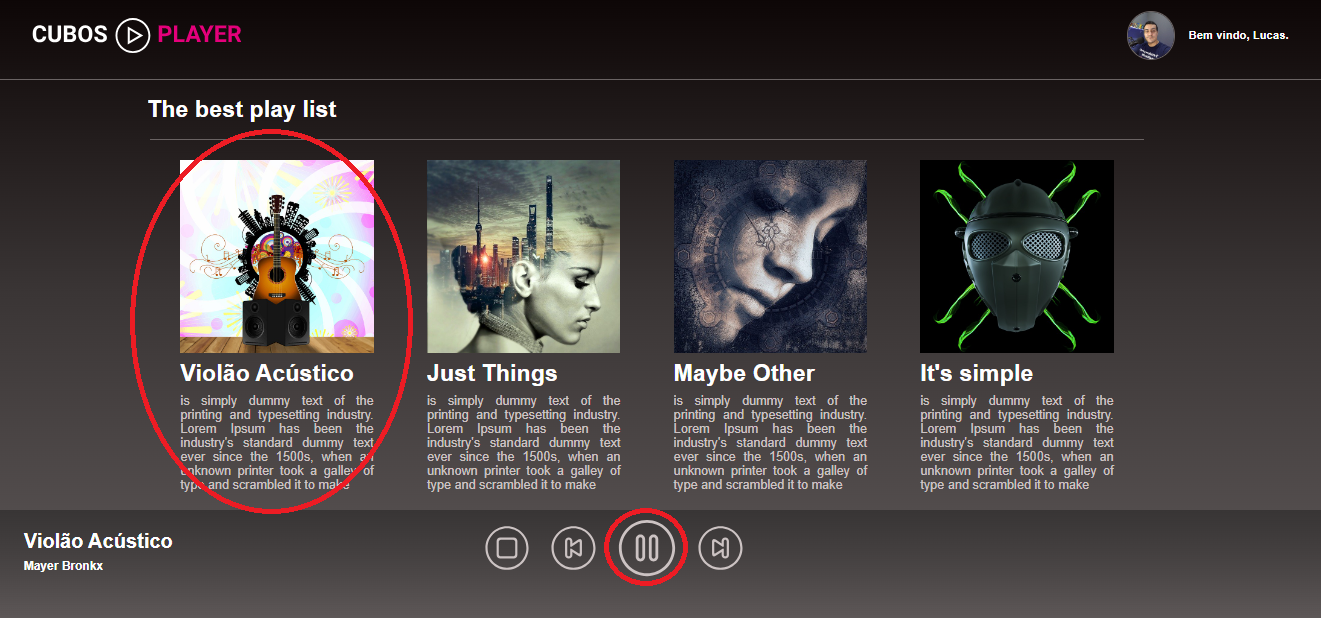 CUBOS PLAYER
Bem vindo, Lucas.
The best play list
Violão Acústico
is simply dummy text of the
printing and typesetting industry.
Lorem Ipsum has been the
industry's standard dummy text
ever since the 1500s, when an
unknown printer took a galley of
type and scrambled it to make
Just Things
is simply dummy text of the
printing and typesetting industry.
Lorem Ipsum has been the
industry's standard dummy text
ever since the 1500s, when an
unknown printer took a galley of
type and scrambled it to make
Maybe Other
is simply dummy text of the
printing and typesetting industry.
Lorem Ipsum has been the
industry's standard dummy text
ever since the 1500s, when an
unknown printer took a galley of
type and scrambled it to make
It's simple
is simply dummy text of the
printing and typesetting industry.
Lorem Ipsum has been the
industry's standard dummy text
ever since the 1500s, when an
unknown printer took a galley of
type and scrambled it to make
Violão Acústico
Mayer Bronkx